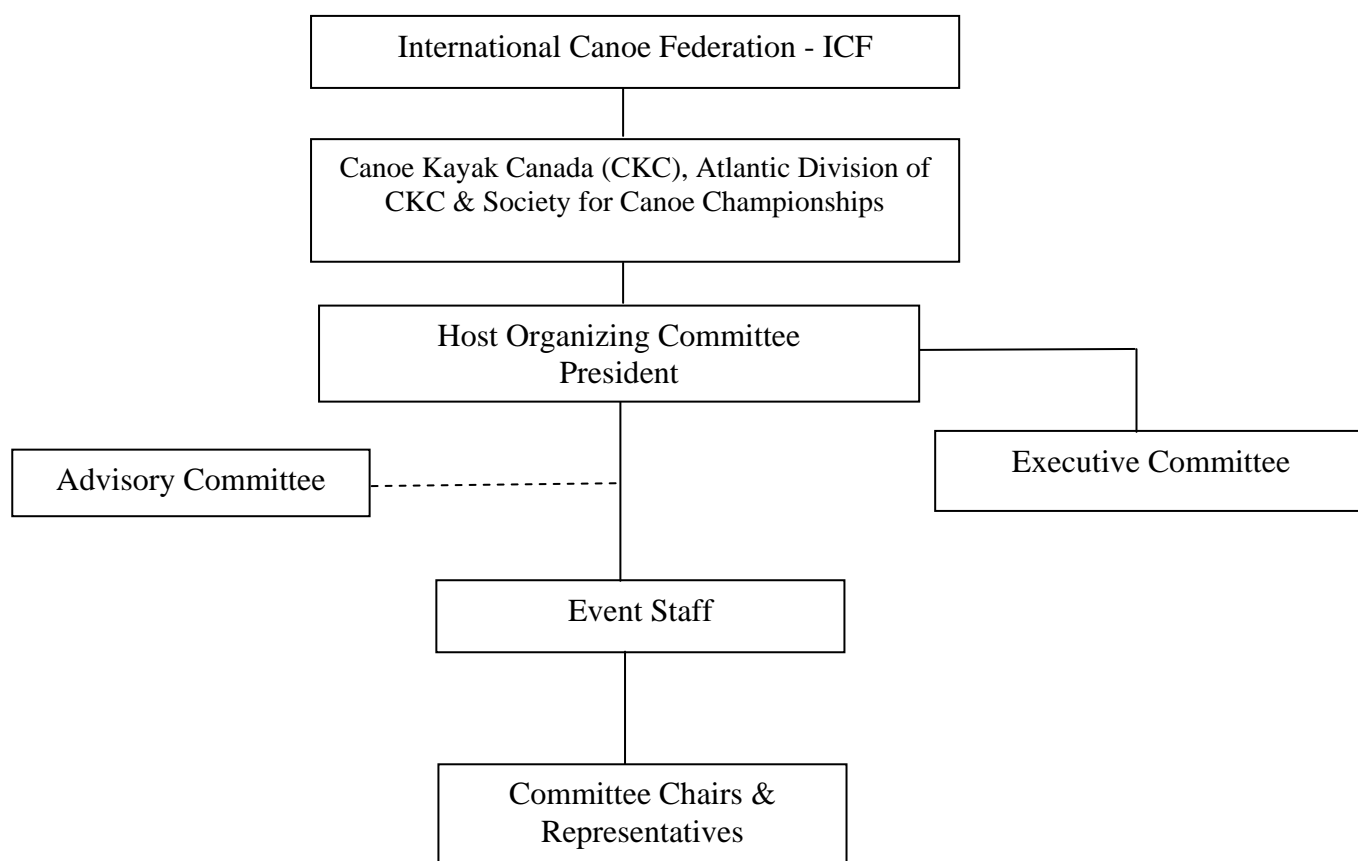 International Canoe Federation - ICF
Canoe Kayak Canada (CKC), Atlantic Division of
CKC & Society for Canoe Championships
Host Organizing Committee
President
Advisory Committee
Executive Committee
Event Staff
Committee Chairs &
Representatives